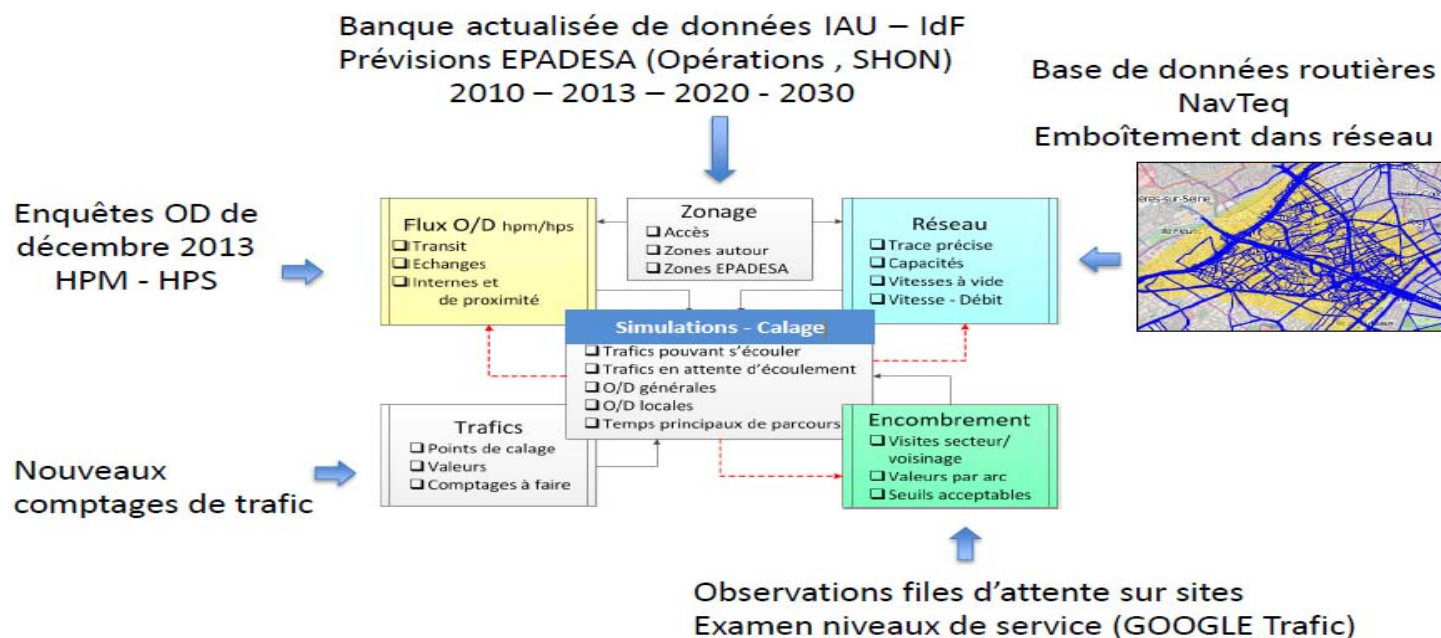 Banque actualisée de données IAU – IdF
Prévisions EPADESA (Opérations , SHON)
2010 – 2013 – 2020 - 2030
Base de données routières
NavTeq
Emboîtement dans réseau
Enquêtes OD de
décembre 2013
HPM - HPS
Flux O/D hpm/hps
Transit
Echanges
Internes et
de proximité
Zonage
Accès
Zones autour
Zones EPADESA
Réseau
Trace précise
Capacités
Vitesses à vide
Vitesse - Débit
Simulations - Calage
Trafics pouvant s’écouler
Trafics en attente d’écoulement
O/D générales
O/D locales
Temps principaux de parcours
Trafics
Points de calage
Valeurs
Comptages à faire
Encombrement
Visites secteur/
voisinage
Valeurs par arc
Seuils acceptables
Nouveaux
comptages de trafic
Observations files d’attente sur sites
Examen niveaux de service (GOOGLE Trafic)